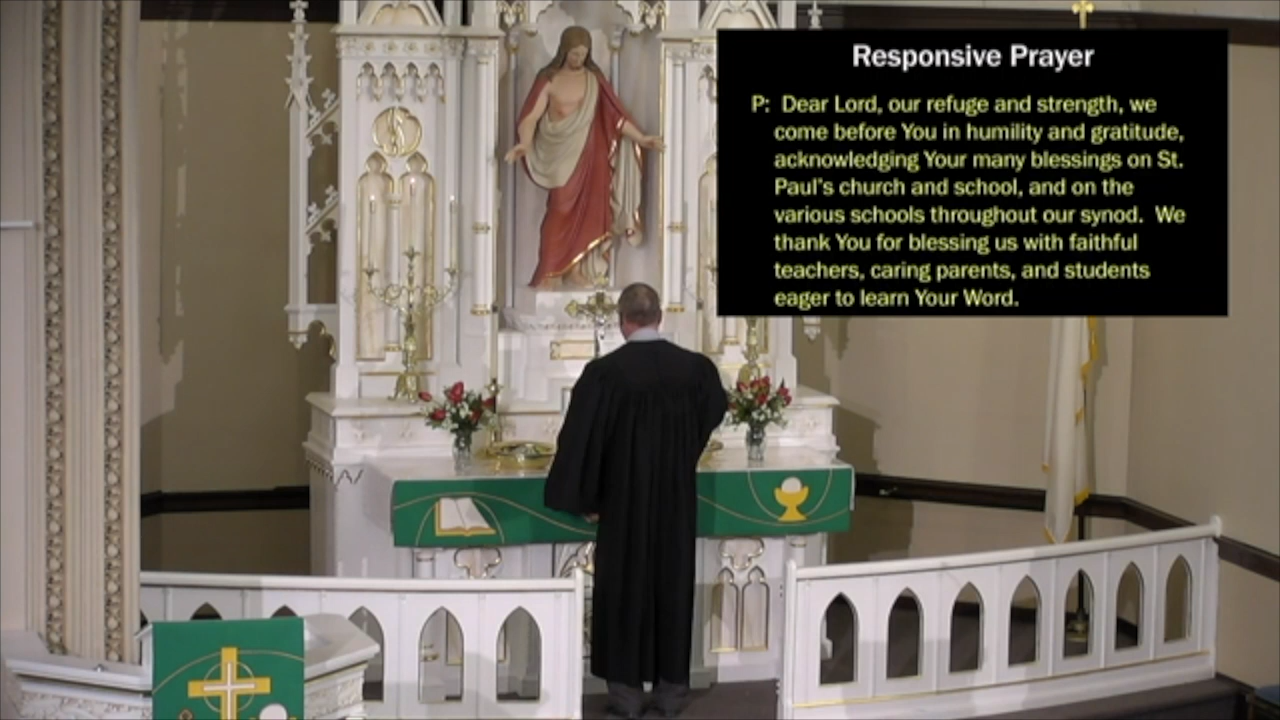 Responsive Prayer
P: Dear Lord, our refuge and strength, we
come before You in humility and gratitude,
acknowledging Your many blessings on St.
Paul's church and school, and on the
various schools throughout our synod. We
thank You for blessing us with faithful
teachers, caring parents, and students
eager to learn Your Word.